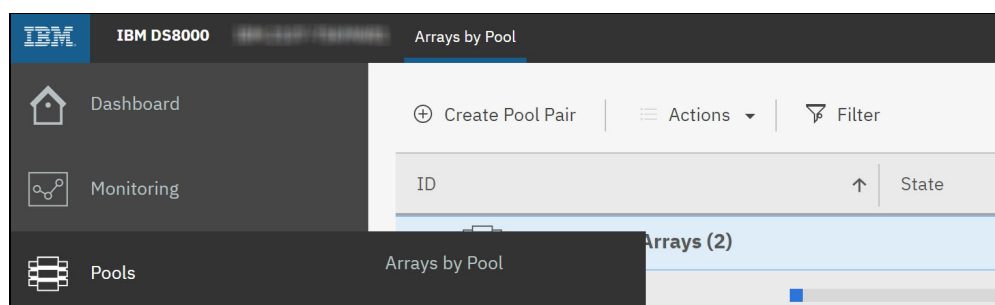 IBM IBM DS8000 Arrays by Pool
Dashboard
Create Pool Pair Actions Filter
Monitoring
ID State
Arrays (2)
Pools
Arrays by Pool